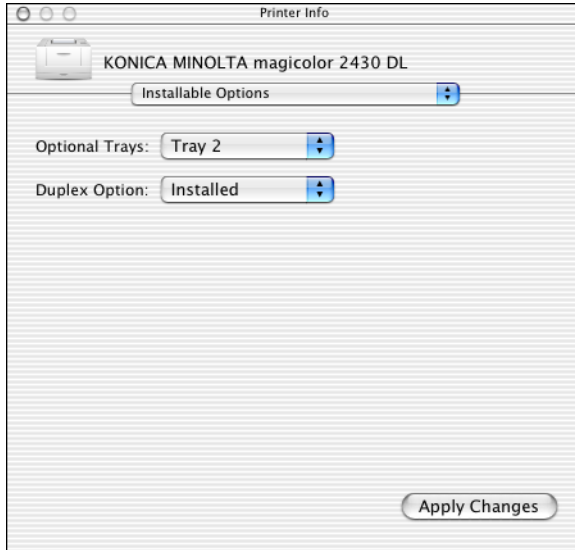 Printer Info
KONICA MINOLTA magicolor 2430 DL
Installable Options
Optional Trays: Tray 2
Duplex Option: Installed
Apply Changes